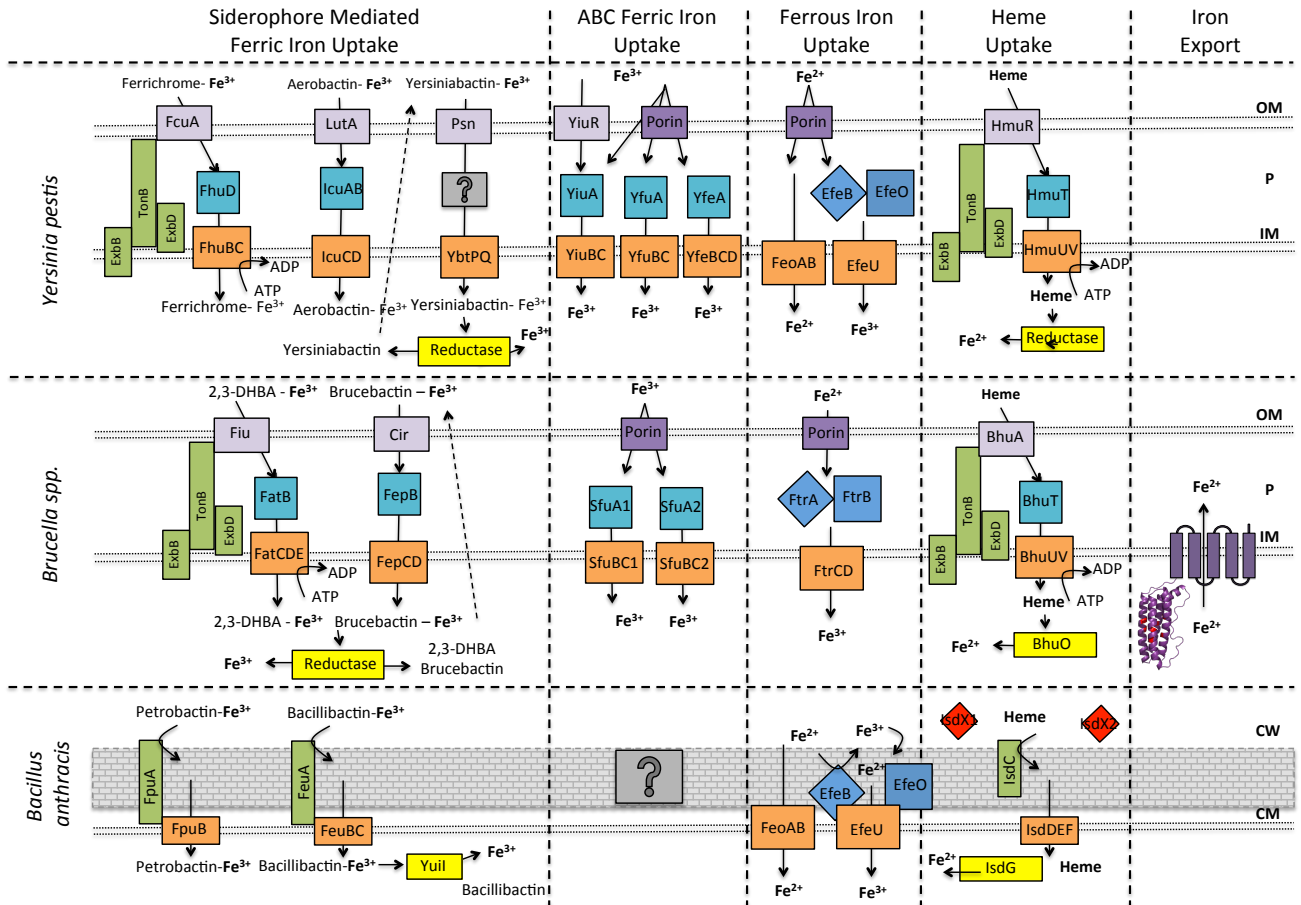 Siderophore Mediated
Ferric Iron Uptake
ABC Ferric Iron
Uptake
Ferrous Iron
Uptake
Heme
Uptake
Iron
Export
Yersinia pestis
Ferrichrome- Fe³⁺
Aerobactin- Fe³⁺
Yersiniabactin- Fe³⁺
FcuA
LutA
Psn
TonB
ExbB
ExbD
FhuD
IcuAB
?
FhuBC
IcuCD
YbtPQ
ADP
ATP
Ferrichrome- Fe³⁺
Aerobactin- Fe³⁺
Yersiniabactin- Fe³⁺
Yersiniabactin
Reductase
Fe³⁺
Fe³⁺
YiuR
Porin
YiuA
YfuA
YfeA
YiuBC
YfuBC
YfeBCD
Fe³⁺
Fe³⁺
Fe³⁺
Fe²⁺
Porin
EfeB
EfeO
FeoAB
EfeU
Fe²⁺
Fe³⁺
Heme
HmuR
TonB
ExbB
ExbD
HmuT
HmuUV
ADP
ATP
Heme
Fe²⁺
Reductase
OM
P
IM
Brucella spp.
2,3-DHBA - Fe³⁺
Brucebactin – Fe³⁺
Fiu
Cir
TonB
ExbB
ExbD
FatB
FepB
FatCDE
FepCD
ADP
ATP
2,3-DHBA - Fe³⁺
Brucebactin – Fe³⁺
Fe³⁺
Reductase
2,3-DHBA
Brucebactin
Fe³⁺
Porin
SfuA1
SfuA2
SfuBC1
SfuBC2
Fe³⁺
Fe³⁺
Fe²⁺
Porin
FtrA
FtrB
FtrCD
Fe³⁺
Heme
BhuA
TonB
ExbB
ExbD
BhuT
BhuUV
ADP
ATP
Heme
Fe²⁺
BhuO
OM
P
Fe²⁺
IM
Fe²⁺
Bacillus
anthracis
Petrobactin-Fe³⁺
Bacillibactin-Fe³⁺
FpuA
FeuA
FpuB
FeuBC
Petrobactin-Fe³⁺
Bacillibactin-Fe³⁺
YuiI
Fe³⁺
Bacillibactin
?
Fe²⁺
Fe³⁺
Fe²⁺
EfeB
EfeO
FeoAB
EfeU
Fe²⁺
Fe³⁺
IsdX1
Heme
IsdX2
IsdC
IsdDEF
Fe²⁺
IsdG
Heme
CW
CM